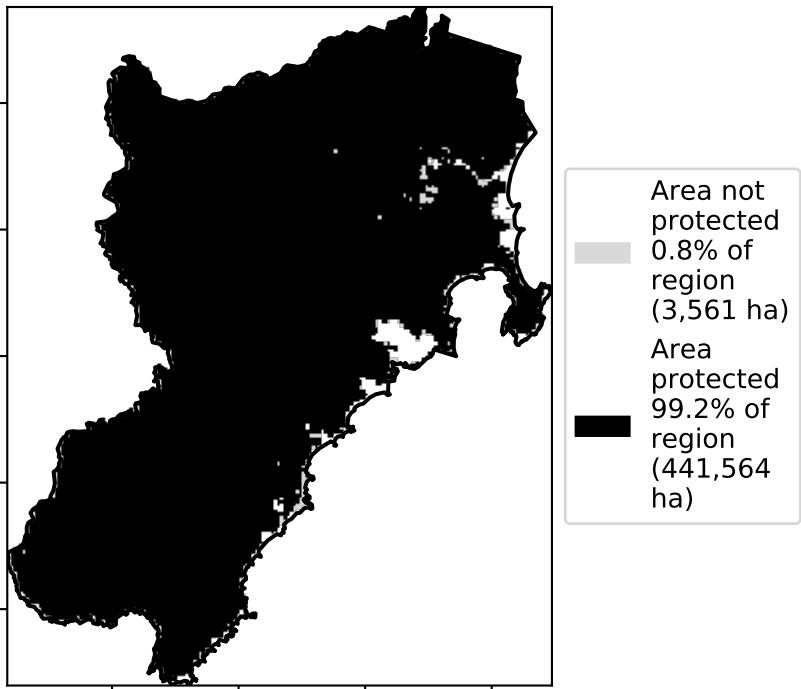 Area not
protected
0.8% of
region
(3,561 ha)
Area
protected
99.2% of
region
(441,564
ha)